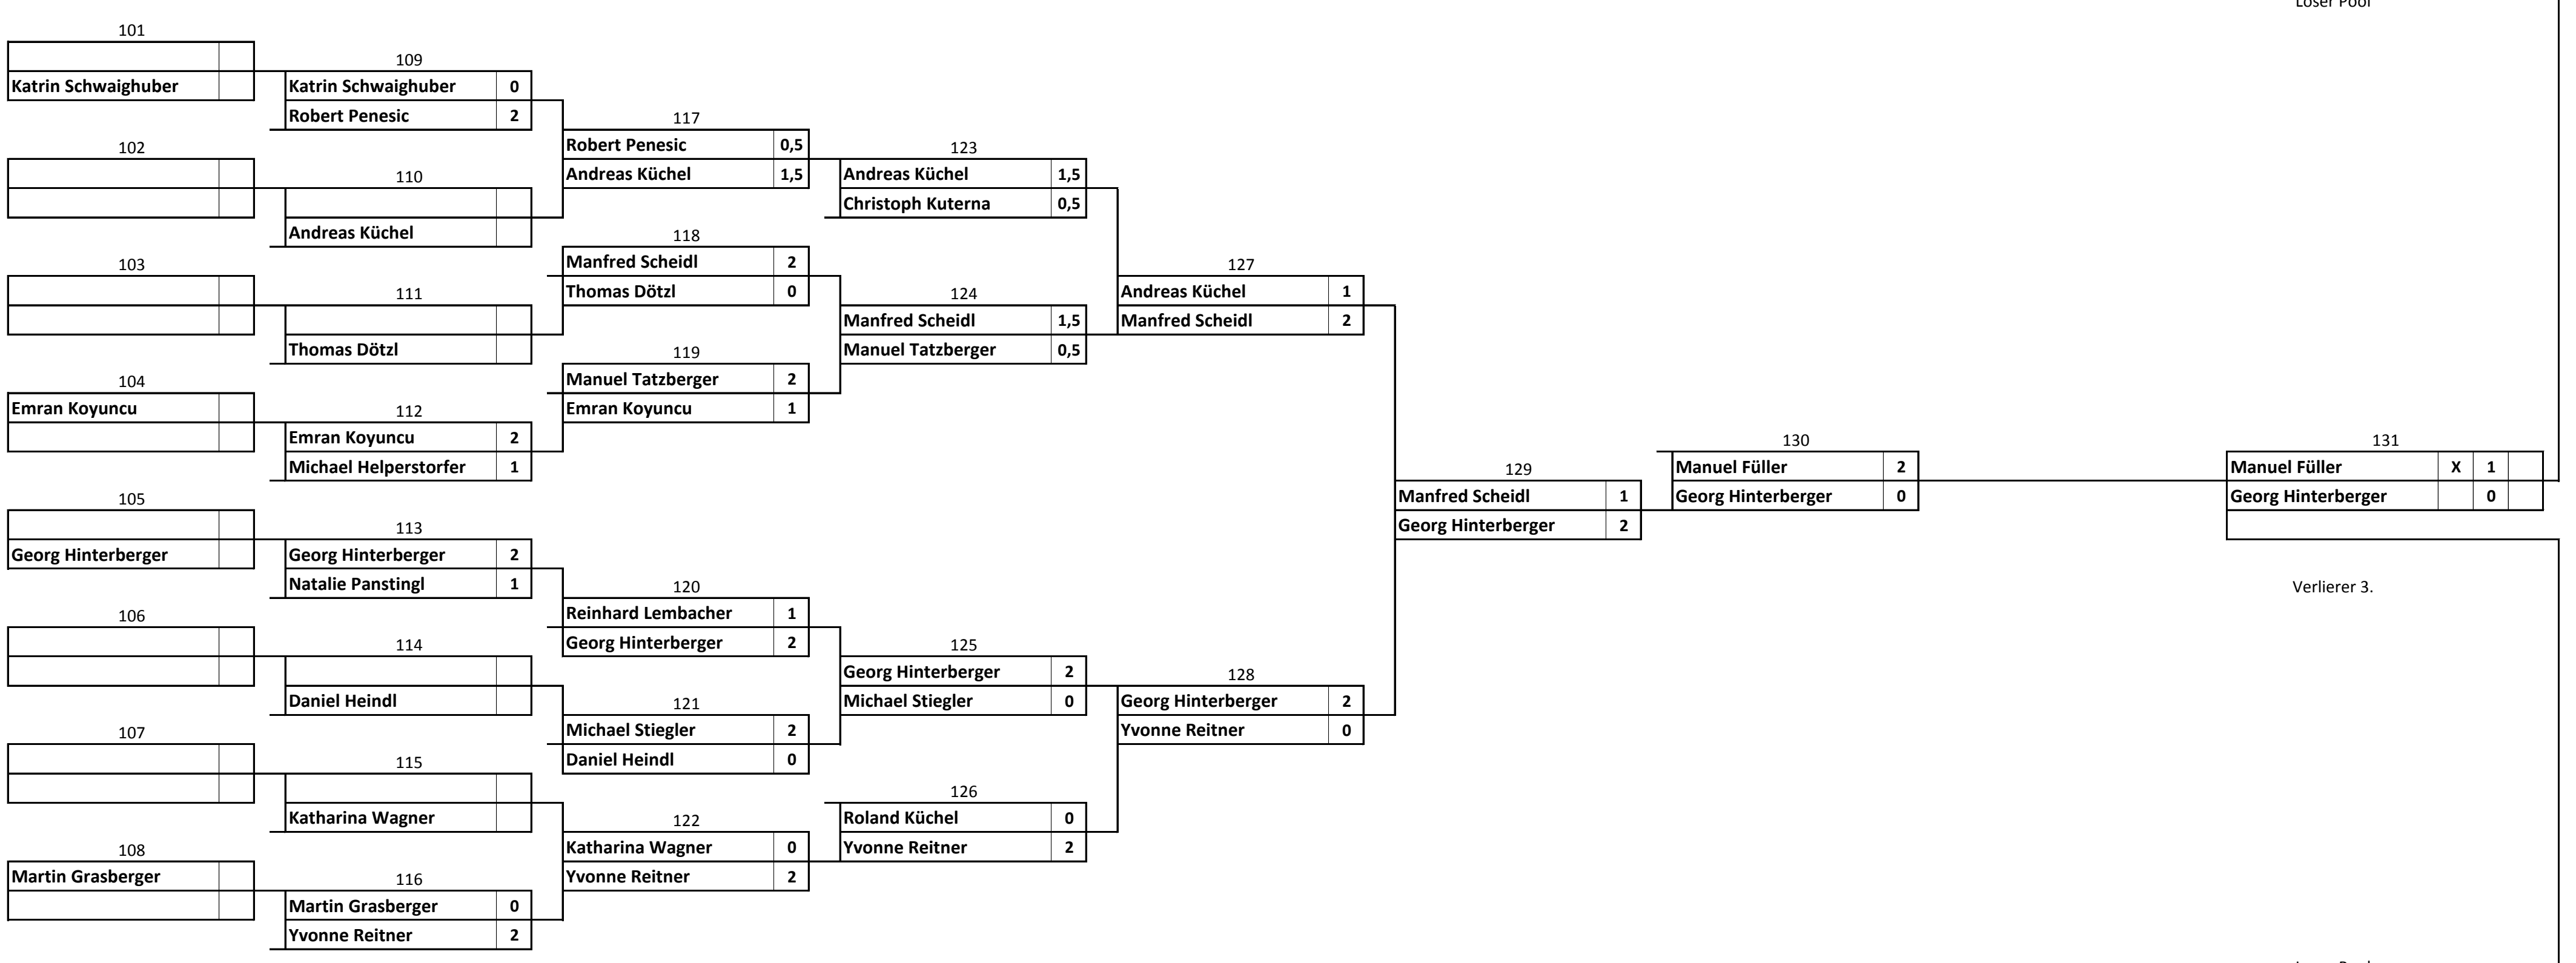 Loser Pool
101
Katrin Schwaighuber
102
103
104
Emran Koyuncu
105
Georg Hinterberger
106
107
108
Martin Grasberger
109
Katrin Schwaighuber 0
Robert Penesic 2
110
Andreas Küchel
111
Thomas Dötzl
112
Emran Koyuncu 2
Michael Helperstorfer 1
113
Georg Hinterberger 2
Natalie Panstingl 1
114
Daniel Heindl
115
Katharina Wagner
116
Martin Grasberger 0
Yvonne Reitner 2
117
Robert Penesic 0,5
Andreas Küchel 1,5
118
Manfred Scheidl 2
Thomas Dötzl 0
119
Manuel Tatzberger 2
Emran Koyuncu 1
120
Reinhard Lembacher 1
Georg Hinterberger 2
121
Michael Stiegler 2
Daniel Heindl 0
122
Katharina Wagner 0
Yvonne Reitner 2
123
Andreas Küchel 1,5
Christoph Kuterna 0,5
124
Manfred Scheidl 1,5
Manuel Tatzberger 0,5
125
Georg Hinterberger 2
Michael Stiegler 0
126
Roland Küchel 0
Yvonne Reitner 2
127
Andreas Küchel 1
Manfred Scheidl 2
128
Georg Hinterberger 2
Yvonne Reitner 0
129
Manfred Scheidl 1
Georg Hinterberger 2
130
Manuel Füller 2
Georg Hinterberger 0
131
Manuel Füller X 1
Georg Hinterberger 0
Verlierer 3.